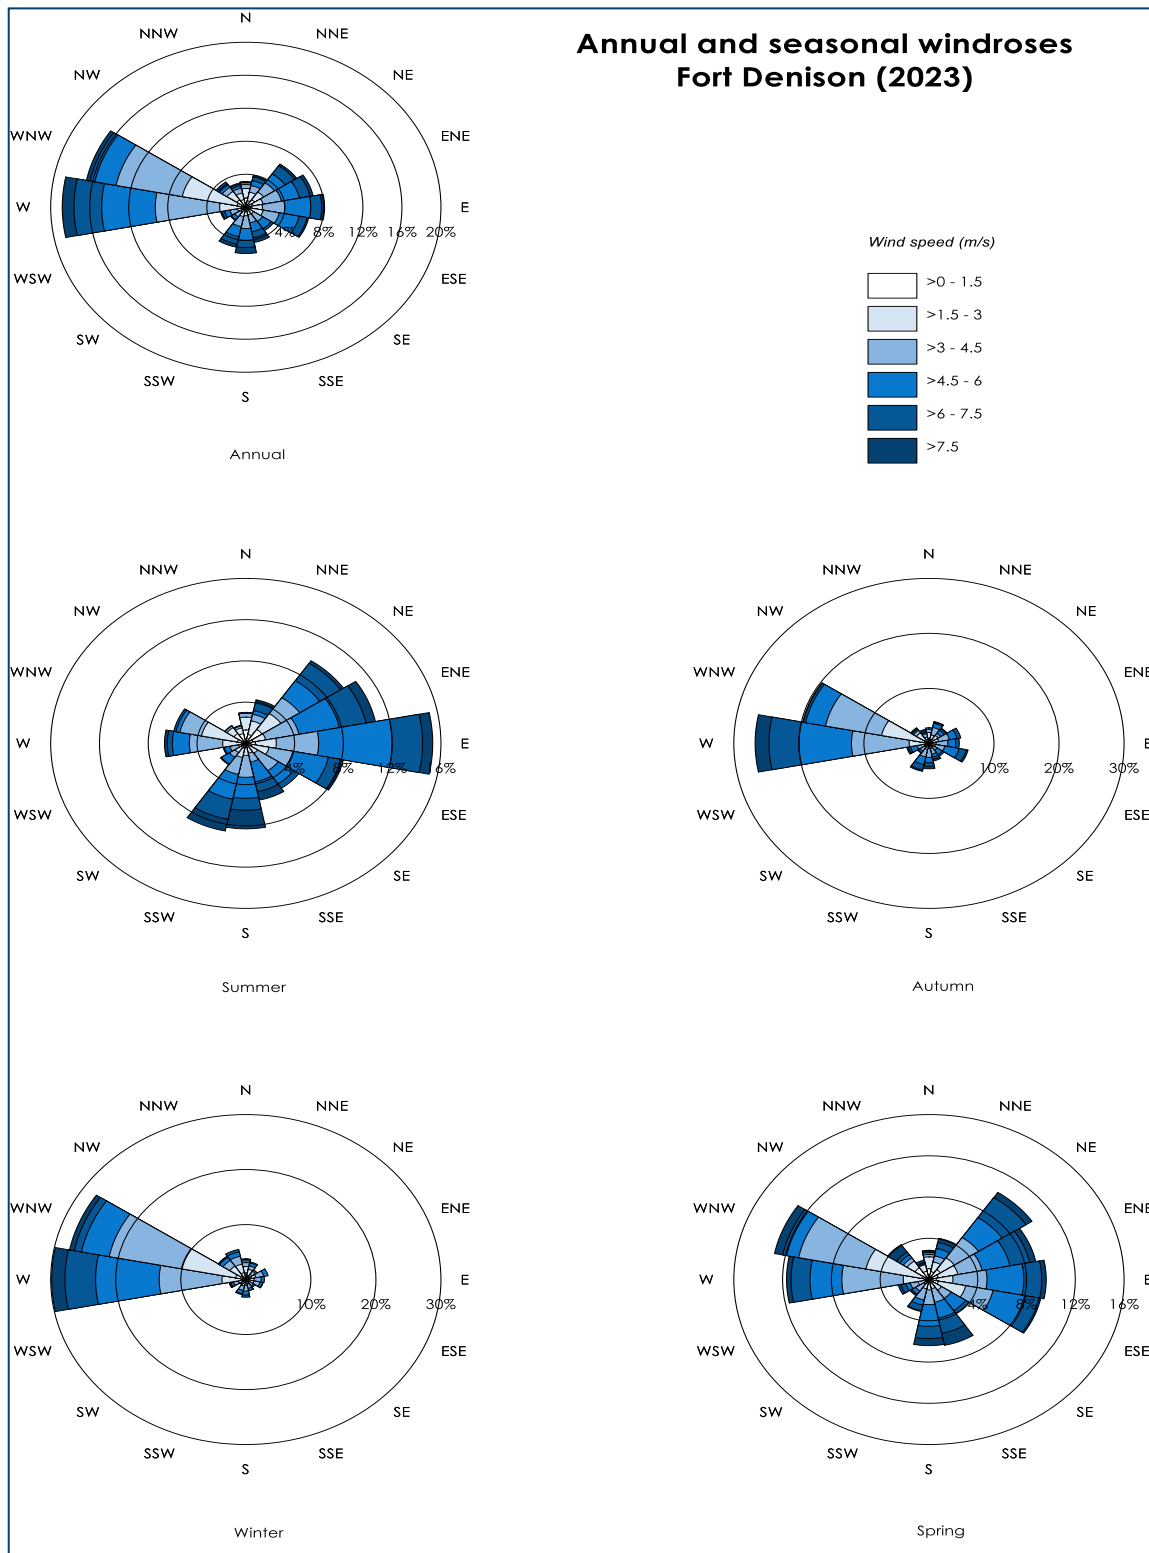 Annual and seasonal windroses
Fort Denison (2023)
N
NNW
NNE
NW
NE
WNW
ENE
W
E
4%
8%
12%
16%
20%
WSW
ESE
SW
SE
SSW
SSE
S
Annual
Wind speed (m/s)
>0 - 1.5
>1.5 - 3
>3 - 4.5
>4.5 - 6
>6 - 7.5
>7.5
N
NNW
NNE
NW
NE
WNW
ENE
W
E
4%
8%
12%
16%
WSW
ESE
SW
SE
SSW
SSE
S
Summer
N
NNW
NNE
NW
NE
WNW
ENE
W
E
10%
20%
30%
WSW
ESE
SW
SE
SSW
SSE
S
Autumn
N
NNW
NNE
NW
NE
WNW
ENE
W
E
10%
20%
30%
WSW
ESE
SW
SE
SSW
SSE
S
Winter
N
NNW
NNE
NW
NE
WNW
ENE
W
E
4%
8%
12%
16%
WSW
ESE
SW
SE
SSW
SSE
S
Spring